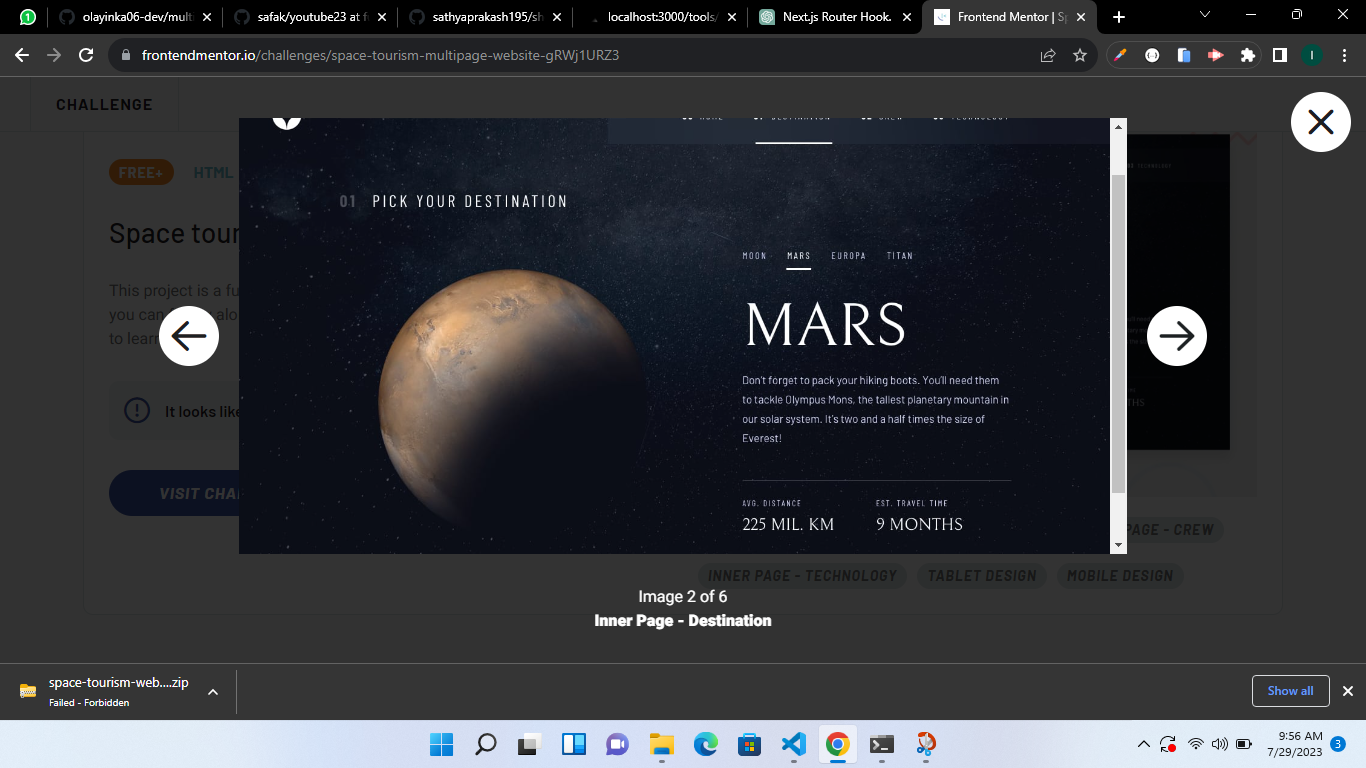 olayinka06-dev/mult
safak/youtube23 at f
sathyaprakash195/sh
localhost:3000/tools/
Next.js Router Hook.
Frontend Mentor | Sp
frontendmentor.io/challenges/space-tourism-multipage-website-gRWj1URZ3
I
CHALLENGE
FREE+
HTML
Space tour
This project is a fu
you can
alo
to learn
It looks like
VISIT CHA
01 PICK YOUR DESTINATION
MOON MARS EUROPA TITAN
MARS
Don't forget to pack your hiking boots. You'll need them
to tackle Olympus Mons, the tallest planetary mountain in
our solar system. It's two and a half times the size of
Everest!
AVG. DISTANCE
EST. TRAVEL TIME
225 MIL. KM
9 MONTHS
PAGE - CREW
INNER PAGE - TECHNOLOGY
TABLET DESIGN
MOBILE DESIGN
Image 2 of 6
Inner Page - Destination
space-tourism-web....zip
Failed - Forbidden
Show all
9:56 AM
7/29/2023
3